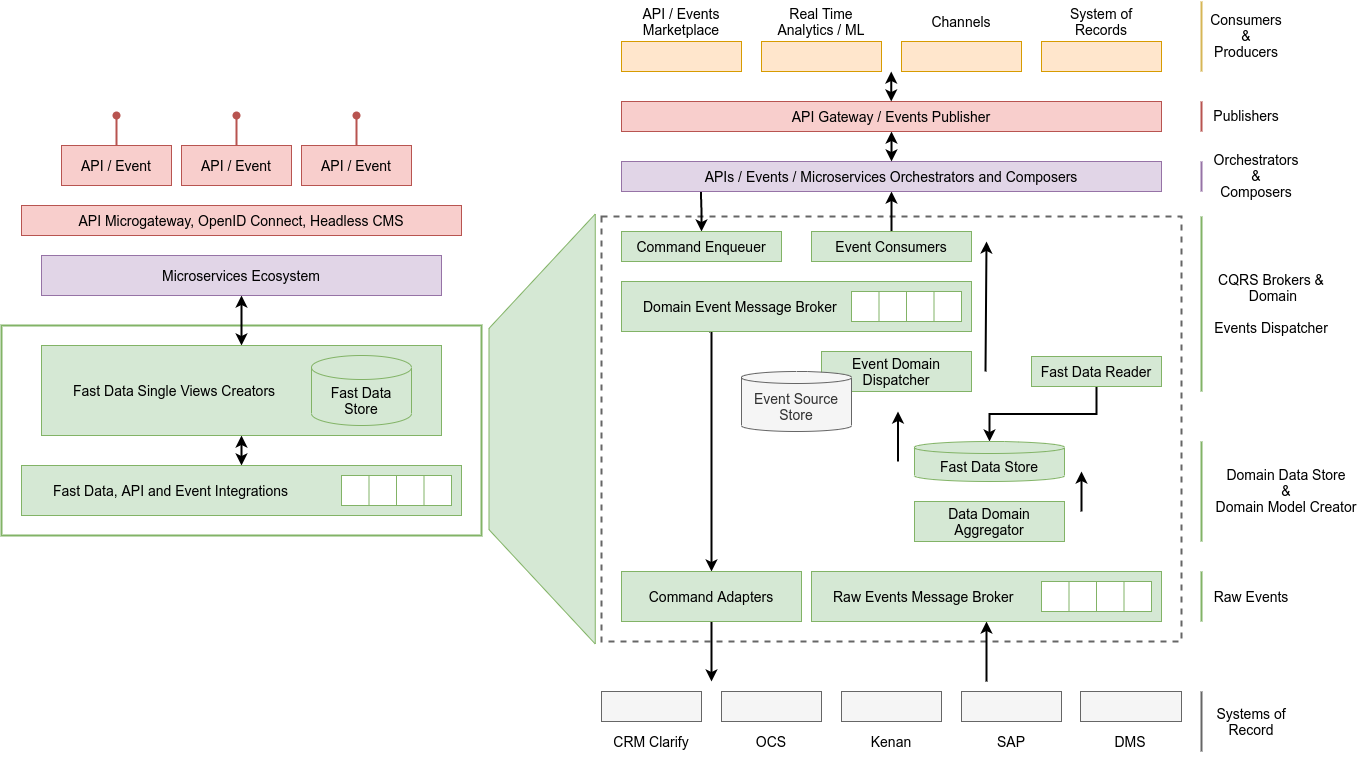 API / Event
API / Event
API / Event
API Microgateway, OpenID Connect, Headless CMS
Microservices Ecosystem
Fast Data Single Views Creators
Fast Data
Store
Fast Data, API and Event Integrations
API / Events
Marketplace
Real Time
Analytics / ML
Channels
System of
Records
Consumers
&
Producers
API Gateway / Events Publisher
Publishers
APIs / Events / Microservices Orchestrators and Composers
Orchestrators
&
Composers
Command Enqueuer
Event Consumers
Domain Event Message Broker
CQRS Brokers &
Domain
Events Dispatcher
Event Domain
Dispatcher
Fast Data Reader
Event Source
Store
Fast Data Store
Data Domain
Aggregator
Domain Data Store
&
Domain Model Creator
Command Adapters
Raw Events Message Broker
Raw Events
CRM Clarify
OCS
Kenan
SAP
DMS
Systems of
Record